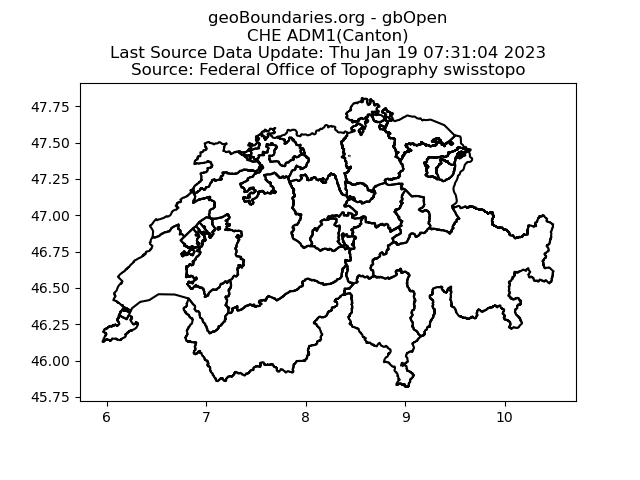 geoBoundaries.org - gbOpen
CHE ADM1(Canton)
Last Source Data Update: Thu Jan 19 07:31:04 2023
Source: Federal Office of Topography swisstopo
47.75
47.50
47.25
47.00
46.75
46.50
46.25
46.00
45.75
6 7 8 9 10